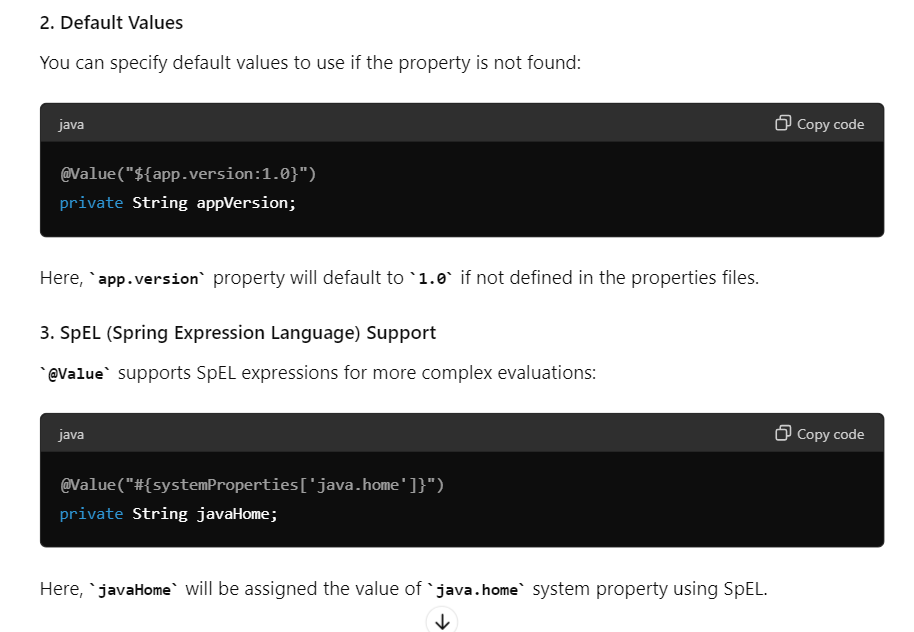 2. Default Values
You can specify default values to use if the property is not found:
java
Copy code
@Value("${app.version:1.0}")
private String appVersion;
Here, `app.version` property will default to `1.0` if not defined in the properties files.
3. SpEL (Spring Expression Language) Support
`@Value` supports SpEL expressions for more complex evaluations:
java
Copy code
@Value("#{systemProperties['java.home']}")
private String javaHome;
Here, `javaHome` will be assigned the value of `java.home` system property using SpEL.